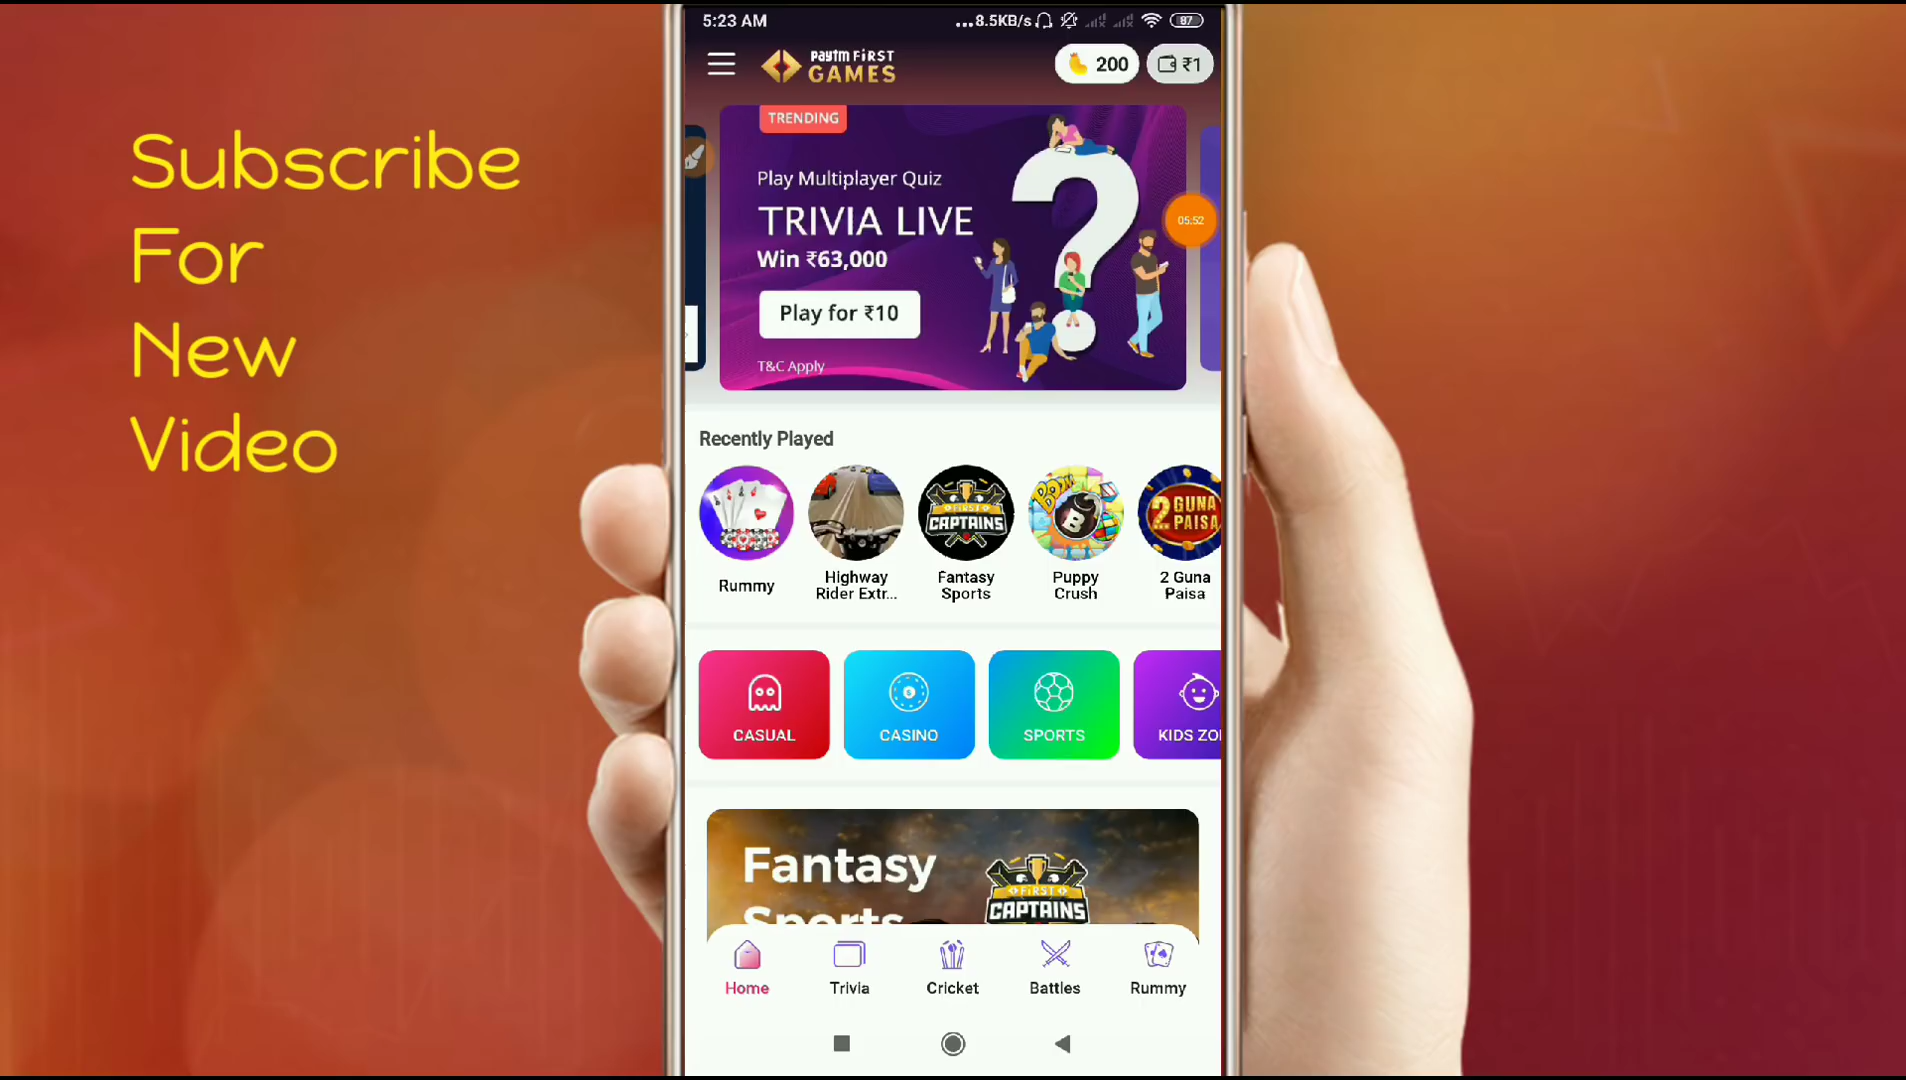 5:23 AM
...8.5KB/s
87
paytm FiRST
GAMES
200
₹1
Subscribe
For
New
Video
TRENDING
Play Multiplayer Quiz
TRIVIA LIVE
Win ₹63,000
Play for ₹10
T&C Apply
05:52
Recently Played
FiRST
CAPTAINS
BOOM
B
2 GUNA
PAISA
Rummy
Highway
Rider Extr...
Fantasy
Sports
Puppy
Crush
2 Guna
Paisa
CASUAL
CASINO
SPORTS
KIDS ZO
Fantasy
Sports
FiRST
CAPTAINS
Home
Trivia
Cricket
Battles
Rummy